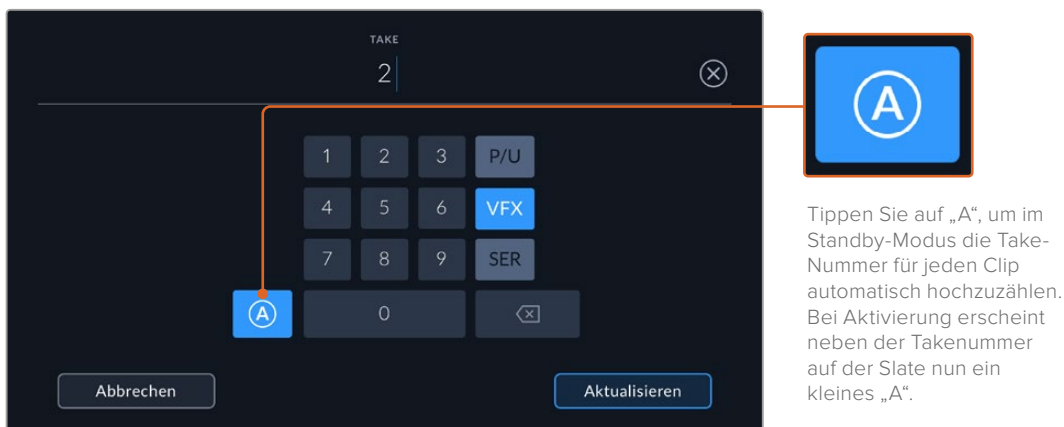 TAKE
2
1 2 3 P/U
4 5 6 VFX
7 8 9 SER
A 0
Abbrechen Aktualisieren
A
Tippen Sie auf „A“, um im
Standby-Modus die Take-
Nummer für jeden Clip
automatisch hochzuzählen.
Bei Aktivierung erscheint
neben der Takenummer
auf der Slate nun ein
kleines „A“.